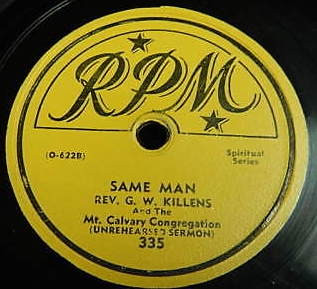 RPM
(O-622B)
Spiritual
Series
SAME MAN
REV. G. W. KILLENS
And The
Mt. Calvary Congregation
(UNREHEARSED SERMON)
335